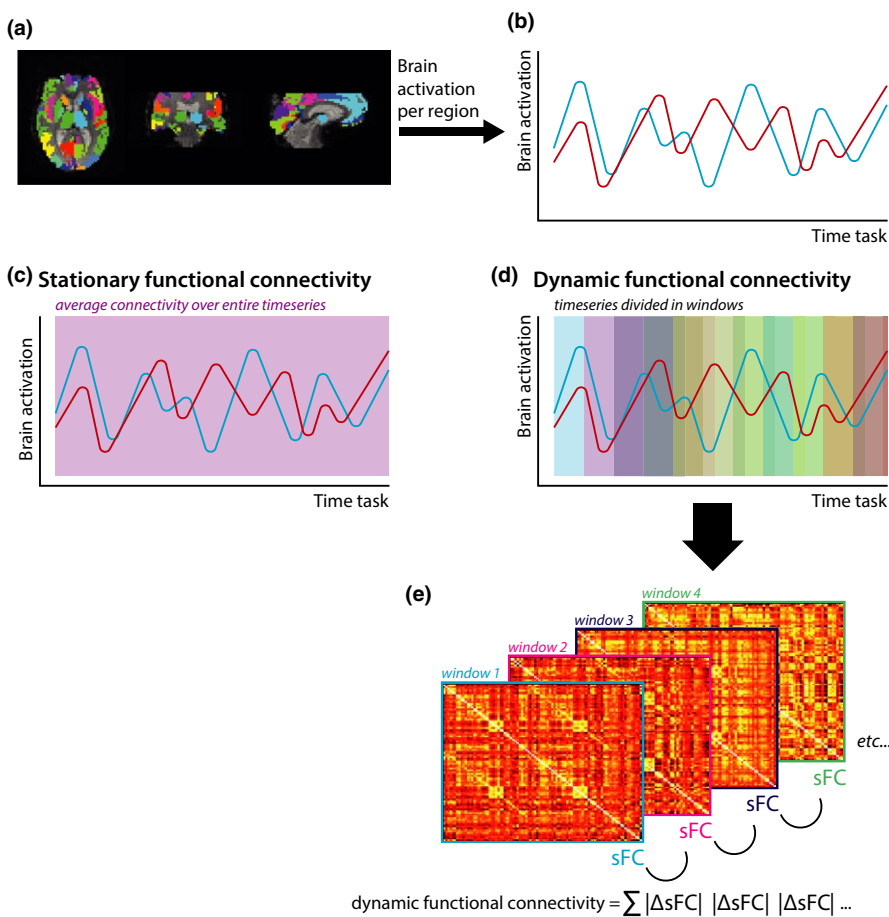 (a)
Brain
activation
per region
(b)
Brain activation
Time task
(c) Stationary functional connectivity
average connectivity over entire timeseries
Brain activation
Time task
(d) Dynamic functional connectivity
timeseries divided in windows
Brain activation
Time task
(e)
window 4
window 3
window 2
window 1
etc...
sFC
sFC
sFC
sFC
dynamic functional connectivity = ∑ |ΔsFC| |ΔsFC| |ΔsFC| ...